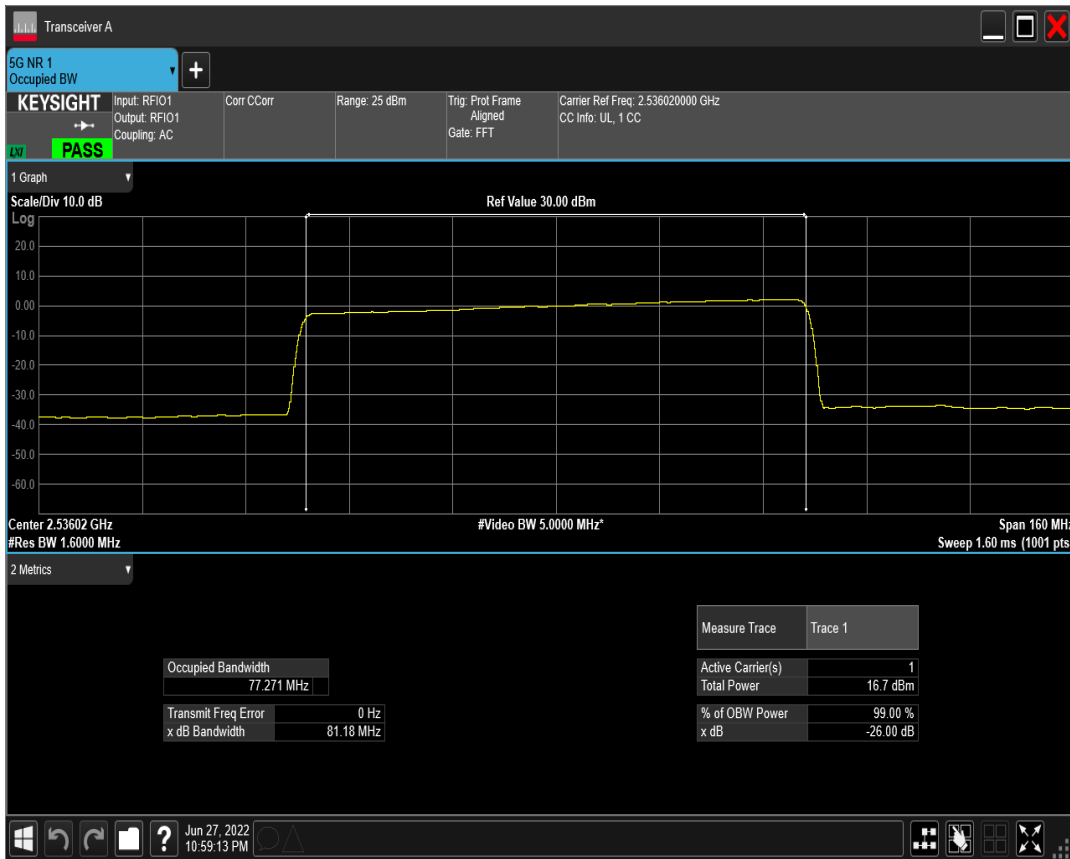 Transceiver A
5G NR 1
Occupied BW
+
KEYSIGHT
LXI
PASS
Input: RFIO1
Output: RFIO1
Coupling: AC
Corr CCorr
Range: 25 dBm
Trig: Prot Frame
Aligned
Gate: FFT
Carrier Ref Freq: 2.536020000 GHz
CC Info: UL, 1 CC
1 Graph
Scale/Div 10.0 dB
Ref Value 30.00 dBm
Log
20.0
10.0
0.00
-10.0
-20.0
-30.0
-40.0
-50.0
-60.0
Center 2.53602 GHz
#Video BW 5.0000 MHz*
Span 160 MHz
#Res BW 1.6000 MHz
Sweep 1.60 ms (1001 pts
2 Metrics
Measure Trace Trace 1
Occupied Bandwidth
77.271 MHz
Active Carrier(s) 1
Total Power 16.7 dBm
Transmit Freq Error 0 Hz
x dB Bandwidth 81.18 MHz
% of OBW Power 99.00 %
x dB -26.00 dB
?
Jun 27, 2022
10:59:13 PM